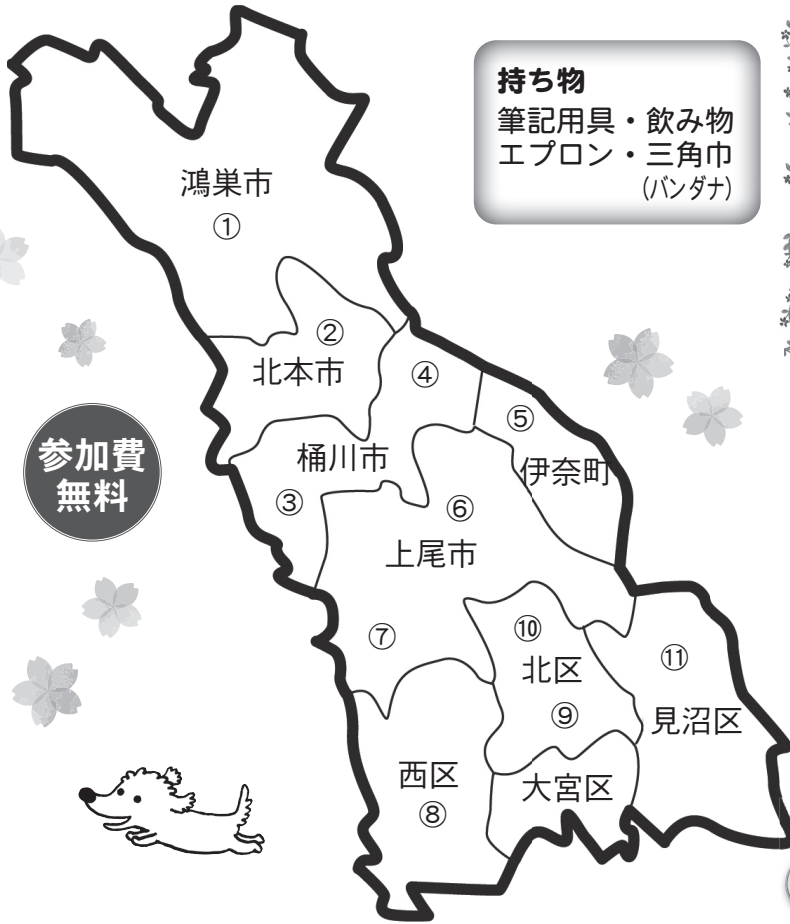 持ち物
筆記用具・飲み物
エプロン・三角巾
(バンダナ)
鴻巣市
①
②
北本市
④
⑤
参加費
無料
桶川市
伊奈町
③
⑥
上尾市
⑦
⑩
⑪
北区
⑨
見沼区
西区
大宮区
⑧